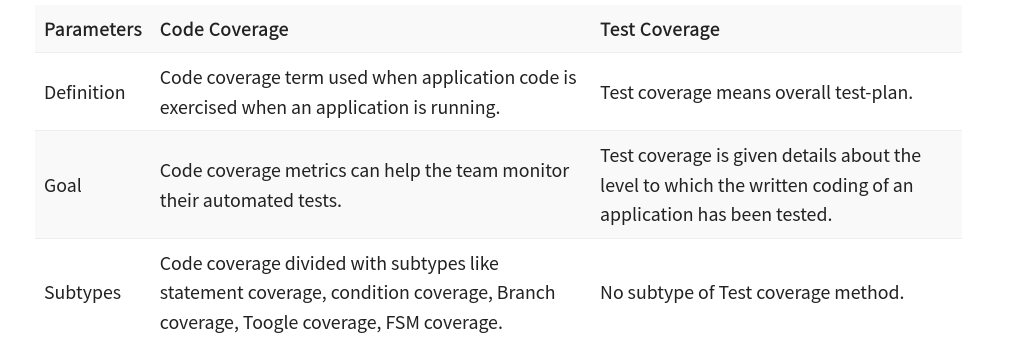 Parameters Code Coverage Test Coverage
Definition
Code coverage term used when application code is
exercised when an application is running.
Test coverage means overall test-plan.
Goal
Code coverage metrics can help the team monitor
their automated tests.
Test coverage is given details about the
level to which the written coding of an
application has been tested.
Subtypes
Code coverage divided with subtypes like
statement coverage, condition coverage, Branch
coverage, Toogle coverage, FSM coverage.
No subtype of Test coverage method.